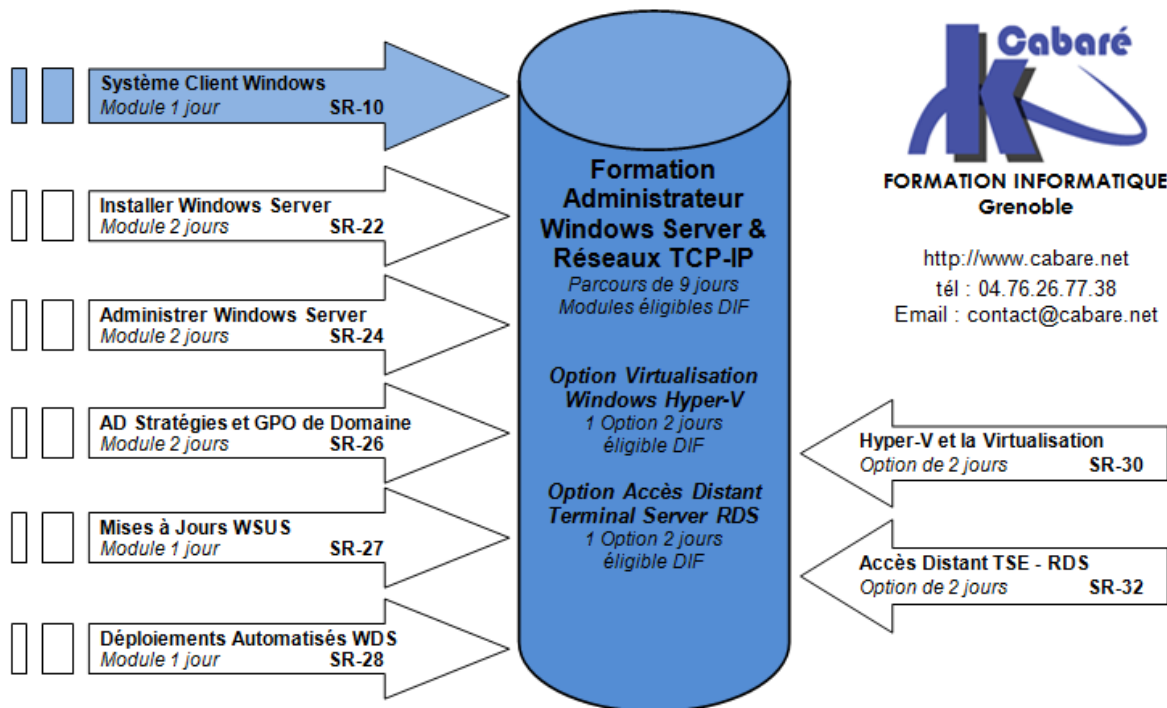 Système Client Windows
Module 1 jour SR-10
Installer Windows Server
Module 2 jours SR-22
Administrer Windows Server
Module 2 jours SR-24
AD Stratégies et GPO de Domaine
Module 2 jours SR-26
Mises à Jours WSUS
Module 1 jour SR-27
Déploiements Automatisés WDS
Module 1 jour SR-28
Formation
Administrateur
Windows Server &
Réseaux TCP-IP
Parcours de 9 jours
Modules éligibles DIF
Option Virtualisation
Windows Hyper-V
1 Option 2 jours
éligible DIF
Option Accès Distant
Terminal Server RDS
1 Option 2 jours
éligible DIF
Cabaré
FORMATION INFORMATIQUE
Grenoble
http://www.cabare.net
tél : 04.76.26.77.38
Email : contact@cabare.net
Hyper-V et la Virtualisation
Option de 2 jours SR-30
Accès Distant TSE - RDS
Option de 2 jours SR-32